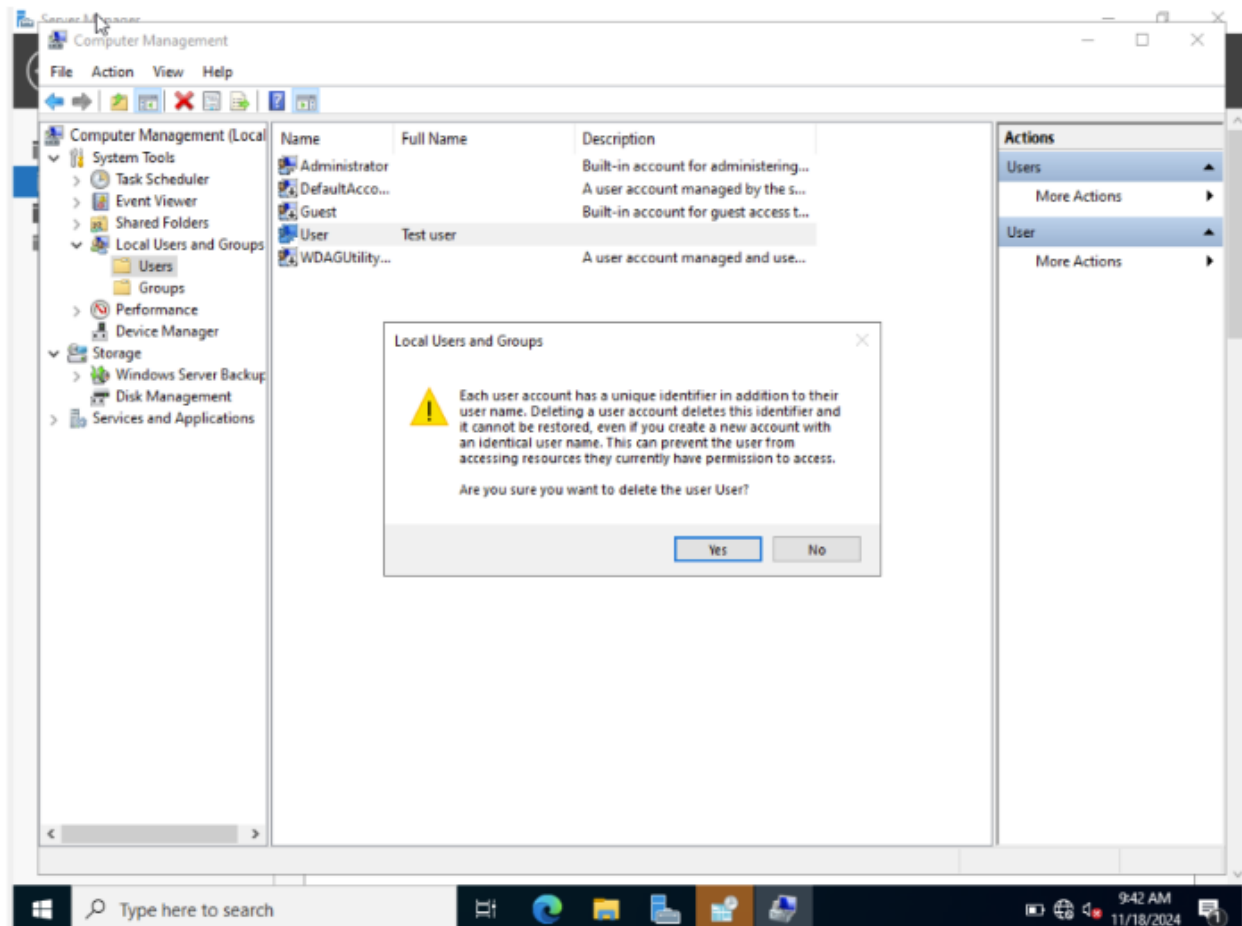 Server Manager
Computer Management
File Action View Help
Computer Management (Local
System Tools
Task Scheduler
Event Viewer
Shared Folders
Local Users and Groups
Users
Groups
Performance
Device Manager
Storage
Windows Server Backup
Disk Management
Services and Applications
Name Full Name Description
Administrator Built-in account for administering...
DefaultAcco... A user account managed by the s...
Guest Built-in account for guest access t...
User Test user
WDAGUtility... A user account managed and use...
Actions
Users
More Actions
User
More Actions
Local Users and Groups
Each user account has a unique identifier in addition to their
user name. Deleting a user account deletes this identifier and
it cannot be restored, even if you create a new account with
an identical user name. This can prevent the user from
accessing resources they currently have permission to access.
Are you sure you want to delete the user User?
Yes No
Type here to search
9:42 AM
11/18/2024
1